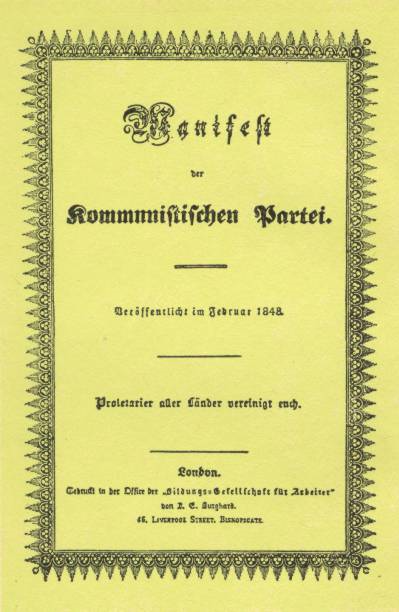 Manifest
der
Kommunistischen Partei.
Veröffentlicht im Februar 1848.
Proletarier aller Länder vereinigt euch.
London.
Gedruckt in der Office der „Bildungs=Gesellschaft für Arbeiter“
von J. E. Burghard.
46, LIVERPOOL STREET, BISHOPSGATE.